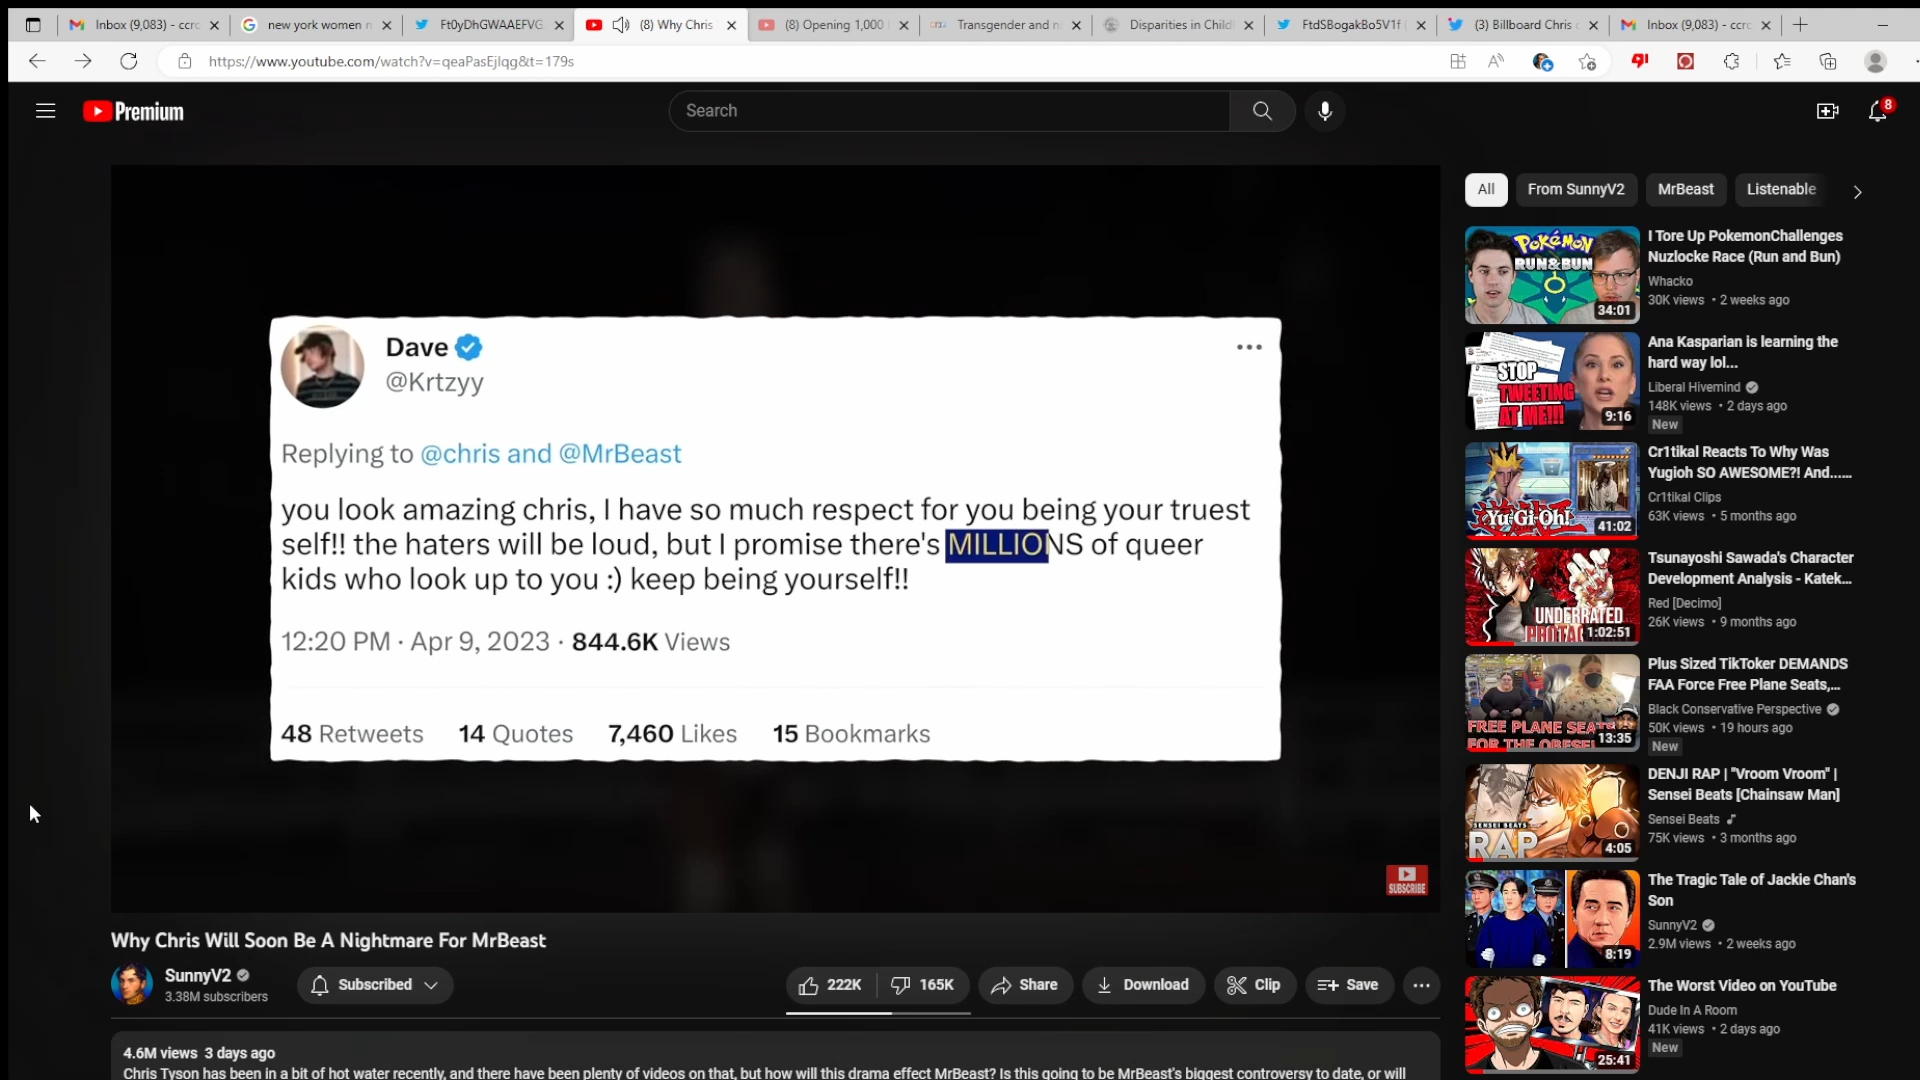 Inbox (9,083) - ccrc
new york women n
Ft0yDhGWAAEFVG
(8) Why Chris
(8) Opening 1,000
Transgender and n
Disparities in Child
FtdSBogakBo5V1f
(3) Billboard Chris
Inbox (9,083) - ccrc
https://www.youtube.com/watch?v=qeaPasEjlqg&t=179s
Premium
Search
8
All
From SunnyV2
MrBeast
Listenable
Dave
@Krtzyy
Replying to @chris and @MrBeast
you look amazing chris, I have so much respect for you being your truest
self!! the haters will be loud, but I promise there's MILLIONS of queer
kids who look up to you :) keep being yourself!!
12:20 PM · Apr 9, 2023 · 844.6K Views
48 Retweets 14 Quotes 7,460 Likes 15 Bookmarks
SUBSCRIBE
Why Chris Will Soon Be A Nightmare For MrBeast
SunnyV2
3.38M subscribers
Subscribed
222K
165K
Share
Download
Clip
Save
4.6M views 3 days ago
Chris Tyson has been in a bit of hot water recently, and there have been plenty of videos on that, but how will this drama effect MrBeast? Is this going to be MrBeast's biggest controversy to date, or will
POKéMON
RUN&BUN
34:01
I Tore Up PokemonChallenges
Nuzlocke Race (Run and Bun)
Whacko
30K views • 2 weeks ago
STOP
TWEETING
AT ME!!!
9:16
Ana Kasparian is learning the
hard way lol...
Liberal Hivemind
148K views • 2 days ago
New
Yu-Gi-Oh!
41:02
Cr1tikal Reacts To Why Was
Yugioh SO AWESOME?! And......
Cr1tikal Clips
63K views • 5 months ago
UNDERRATED
1:02:51
Tsunayoshi Sawada's Character
Development Analysis - Katek...
Red [Decimo]
26K views • 9 months ago
FREE PLANE SEATS
FOR THE OBESE!
13:35
Plus Sized TikToker DEMANDS
FAA Force Free Plane Seats,...
Black Conservative Perspective
50K views • 19 hours ago
New
SENSEI BEATS
RAP
4:05
DENJI RAP | "Vroom Vroom" |
Sensei Beats [Chainsaw Man]
Sensei Beats
75K views • 3 months ago
8:19
The Tragic Tale of Jackie Chan's
Son
SunnyV2
2.9M views • 2 weeks ago
25:41
The Worst Video on YouTube
Dude In A Room
41K views • 2 days ago
New